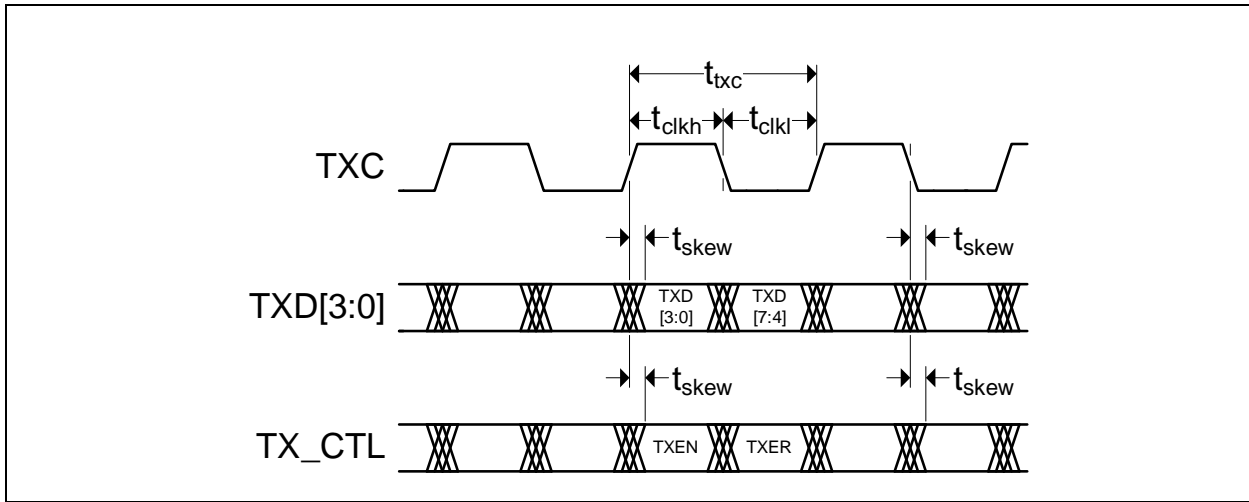 ttxc
tclkh tclkl
TXC
tskew tskew
TXD[3:0] TXD [3:0] TXD [7:4]
tskew tskew
TX_CTL TXEN TXER